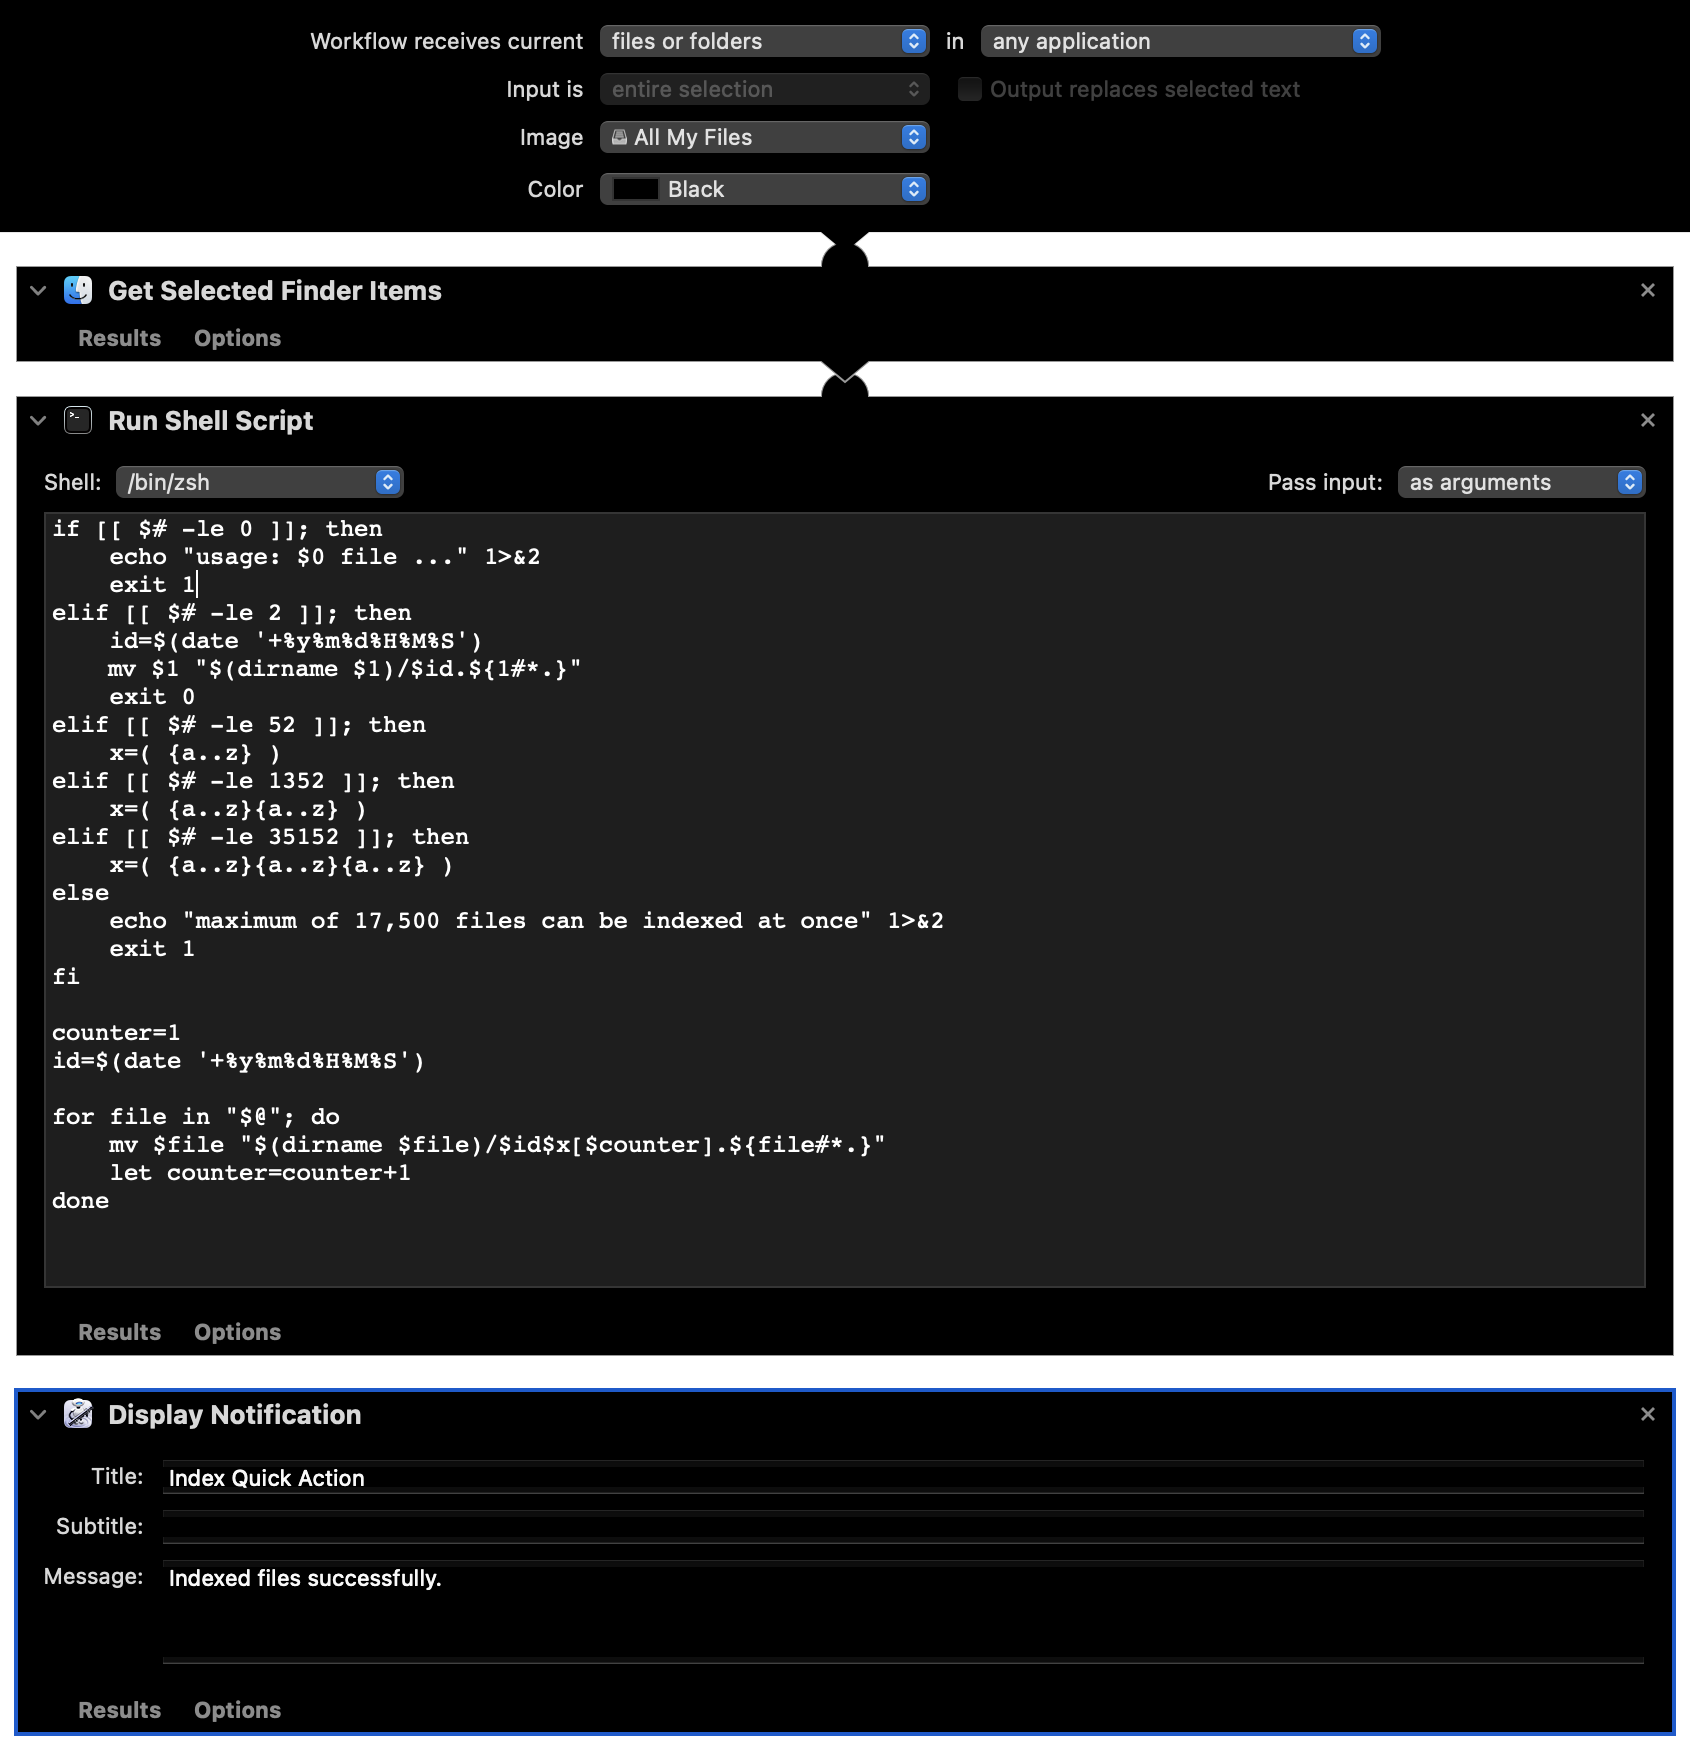 Workflow receives current files or folders in any application
Input is entire selection Output replaces selected text
Image All My Files
Color Black
Get Selected Finder Items
Results Options
Run Shell Script
Shell: /bin/zsh Pass input: as arguments
if [[ $# -le 0 ]]; then
    echo "usage: $0 file ..." 1>&2
    exit 1
elif [[ $# -le 2 ]]; then
    id=$(date '+%y%m%d%H%M%S')
    mv $1 "$(dirname $1)/$id.${1#*.}"
    exit 0
elif [[ $# -le 52 ]]; then
    x=( {a..z} )
elif [[ $# -le 1352 ]]; then
    x=( {a..z}{a..z} )
elif [[ $# -le 35152 ]]; then
    x=( {a..z}{a..z}{a..z} )
else
    echo "maximum of 17,500 files can be indexed at once" 1>&2
    exit 1
fi

counter=1
id=$(date '+%y%m%d%H%M%S')

for file in "$@"; do
    mv $file "$(dirname $file)/$id$x[$counter].${file#*.}"
    let counter=counter+1
done
Results Options
Display Notification
Title: Index Quick Action
Subtitle:
Message: Indexed files successfully.
Results Options